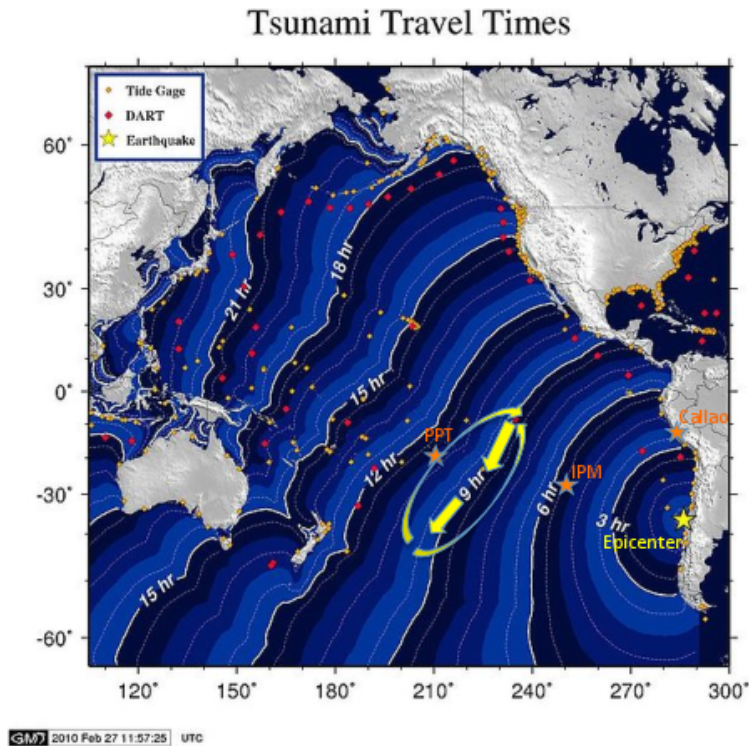 Tsunami Travel Times
Tide Gage
DART
Earthquake
60°
30°
0°
-30°
-60°
21 hr
18 hr
15 hr
12 hr
9 hr
6 hr
3 hr
15 hr
PPT
IPM
Callao
Epicenter
120° 150° 180° 210° 240° 270° 300°
GMT 2010 Feb 27 11:57:25 UTC